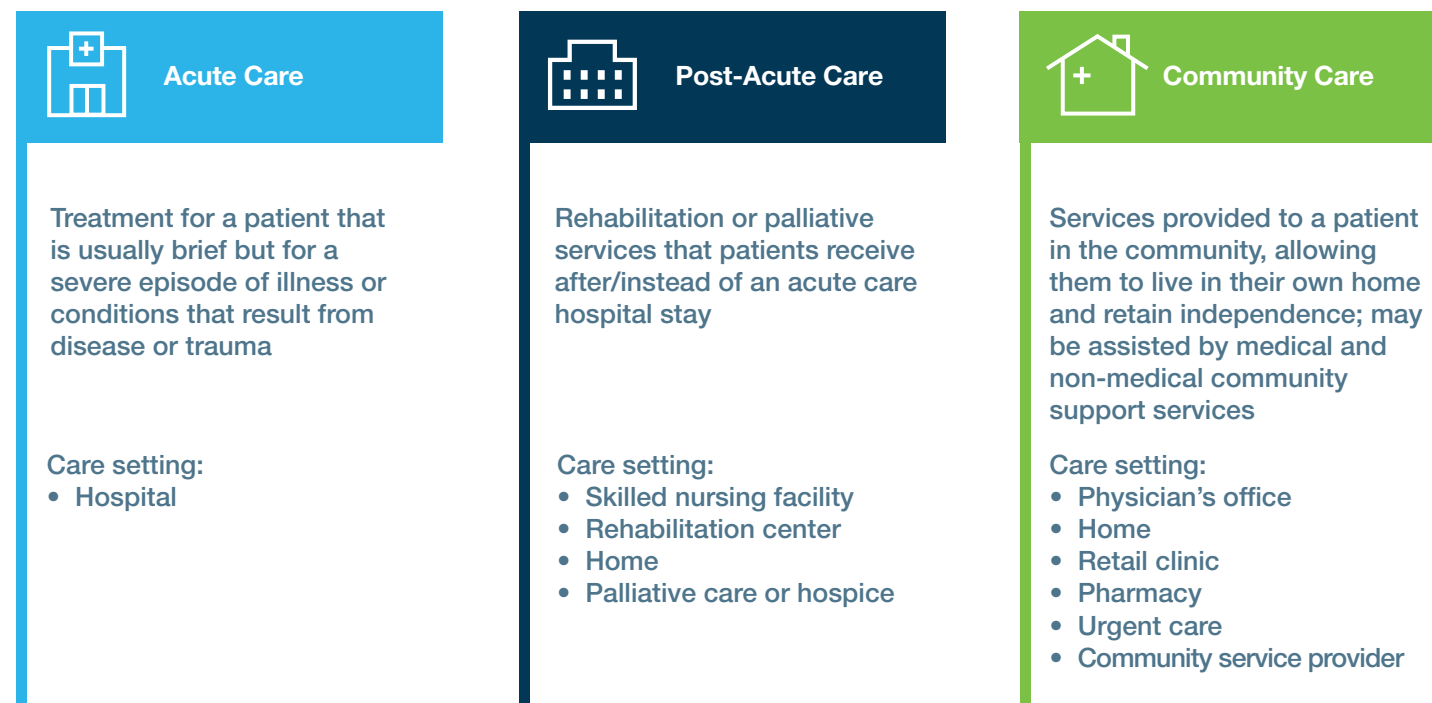 Acute Care
Treatment for a patient that
is usually brief but for a
severe episode of illness or
conditions that result from
disease or trauma
Care setting:
• Hospital
Post-Acute Care
Rehabilitation or palliative
services that patients receive
after/instead of an acute care
hospital stay
Care setting:
• Skilled nursing facility
• Rehabilitation center
• Home
• Palliative care or hospice
Community Care
Services provided to a patient
in the community, allowing
them to live in their own home
and retain independence; may
be assisted by medical and
non-medical community
support services
Care setting:
• Physician’s office
• Home
• Retail clinic
• Pharmacy
• Urgent care
• Community service provider